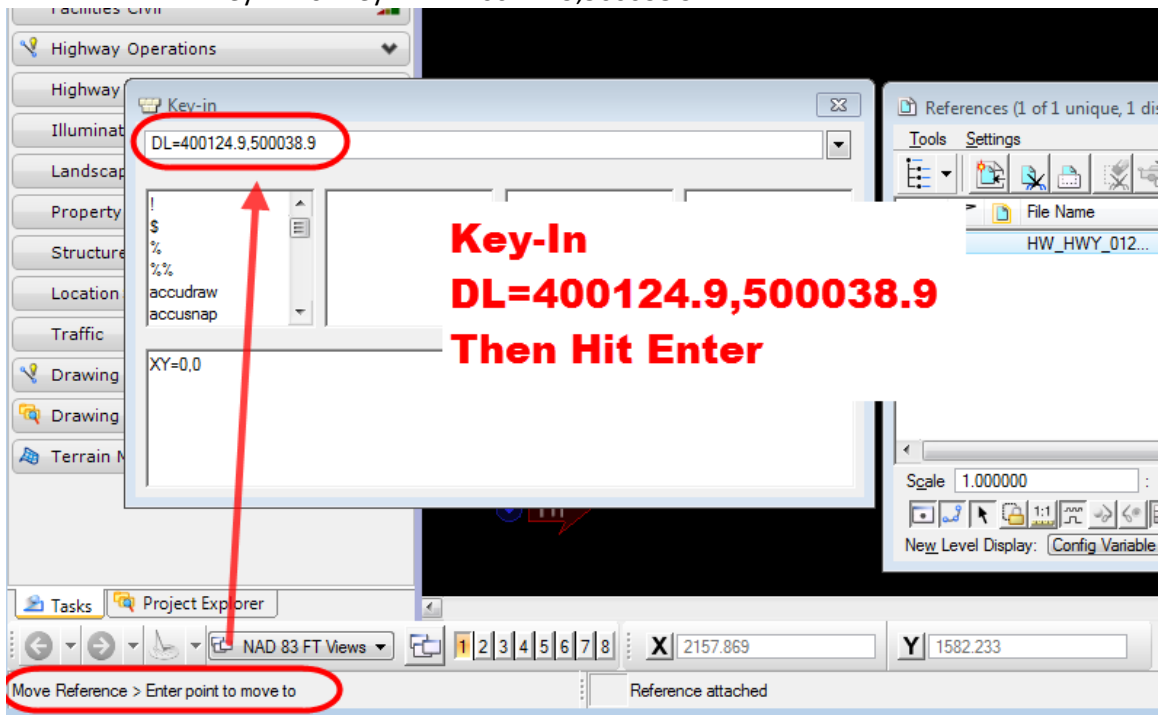 Facilities Civil
Highway Operations
Highway
Illuminat
Landscap
Property
Structure
Location
Traffic
Drawing
Drawing
Terrain M
Key-in
DL=400124.9,500038.9
!
$
%
%%
accudraw
accusnap
XY=0,0
Key-In
DL=400124.9,500038.9
Then Hit Enter
References (1 of 1 unique, 1 dis
Tools Settings
File Name
HW_HWY_012...
Scale 1.000000 :
1:1
New Level Display: Config Variable
Tasks Project Explorer
NAD 83 FT Views 1 2 3 4 5 6 7 8 X 2157.869 Y 1582.233
Move Reference > Enter point to move to Reference attached